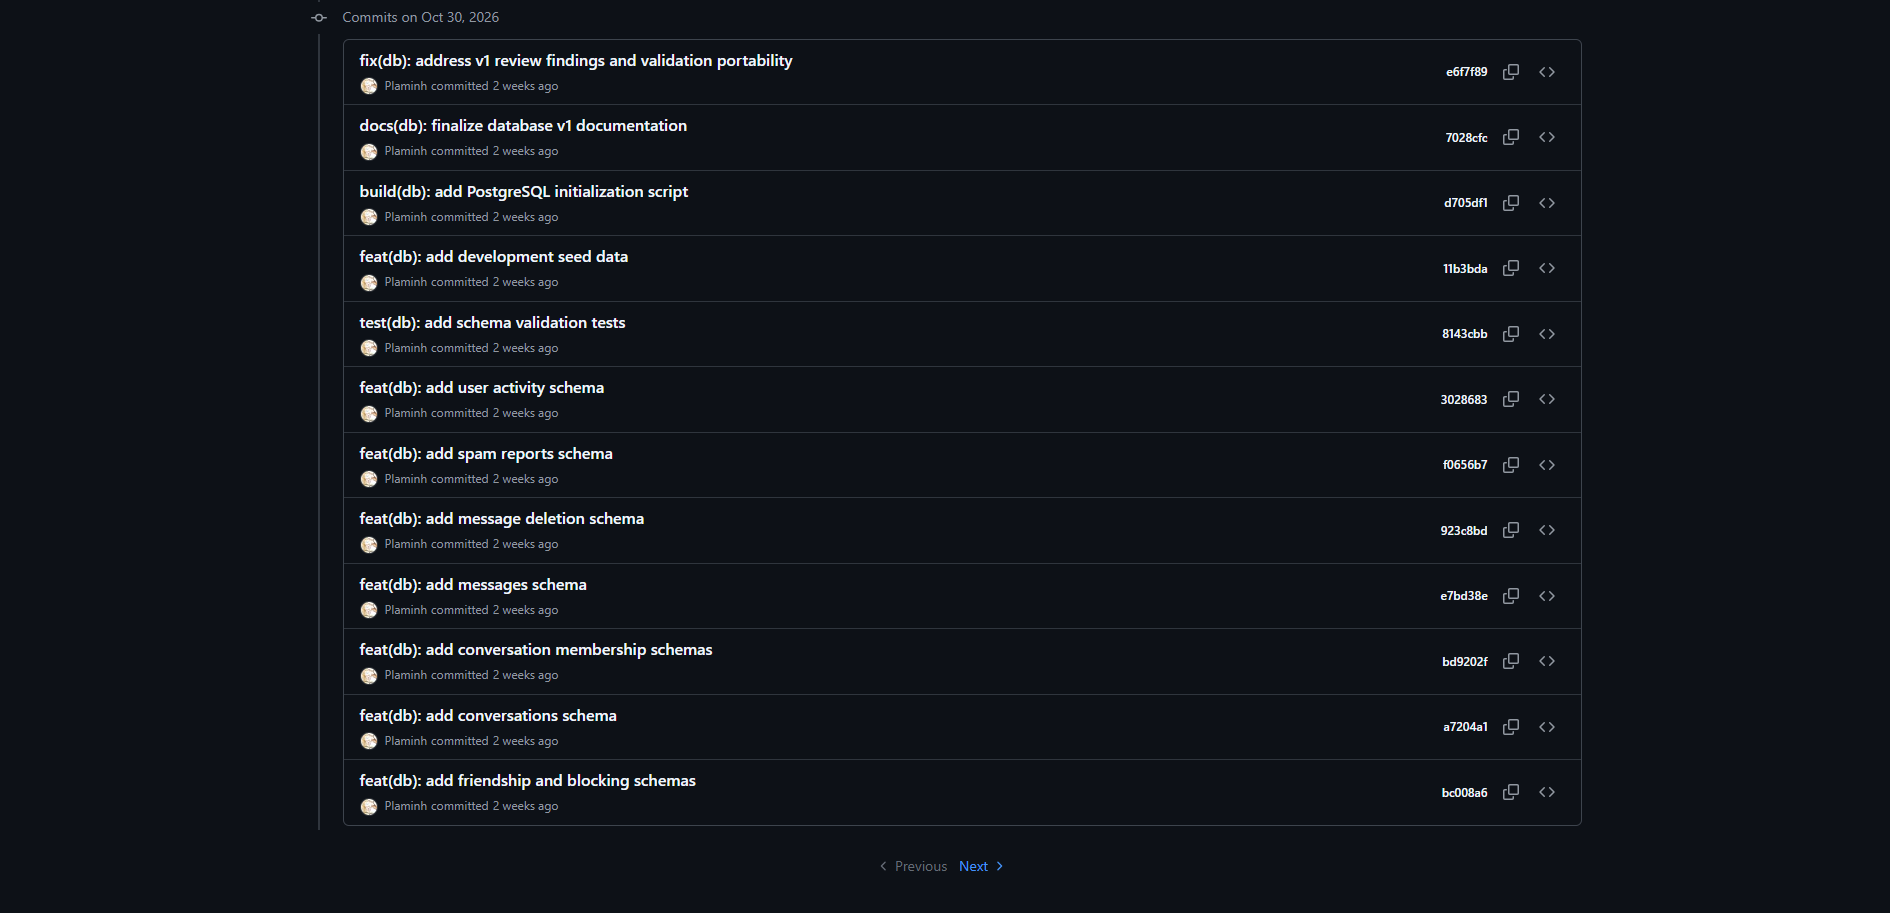 Commits on Oct 30, 2026
fix(db): address v1 review findings and validation portability
Plaminh committed 2 weeks ago
e6f7f89
docs(db): finalize database v1 documentation
Plaminh committed 2 weeks ago
7028cfc
build(db): add PostgreSQL initialization script
Plaminh committed 2 weeks ago
d705df1
feat(db): add development seed data
Plaminh committed 2 weeks ago
11b3bda
test(db): add schema validation tests
Plaminh committed 2 weeks ago
8143cbb
feat(db): add user activity schema
Plaminh committed 2 weeks ago
3028683
feat(db): add spam reports schema
Plaminh committed 2 weeks ago
f0656b7
feat(db): add message deletion schema
Plaminh committed 2 weeks ago
923c8bd
feat(db): add messages schema
Plaminh committed 2 weeks ago
e7bd38e
feat(db): add conversation membership schemas
Plaminh committed 2 weeks ago
bd9202f
feat(db): add conversations schema
Plaminh committed 2 weeks ago
a7204a1
feat(db): add friendship and blocking schemas
Plaminh committed 2 weeks ago
bc008a6
Previous Next